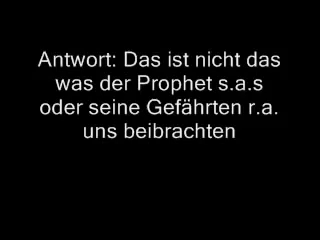 Antwort: Das ist nicht das
was der Prophet s.a.s
oder seine Gefährten r.a.
uns beibrachten